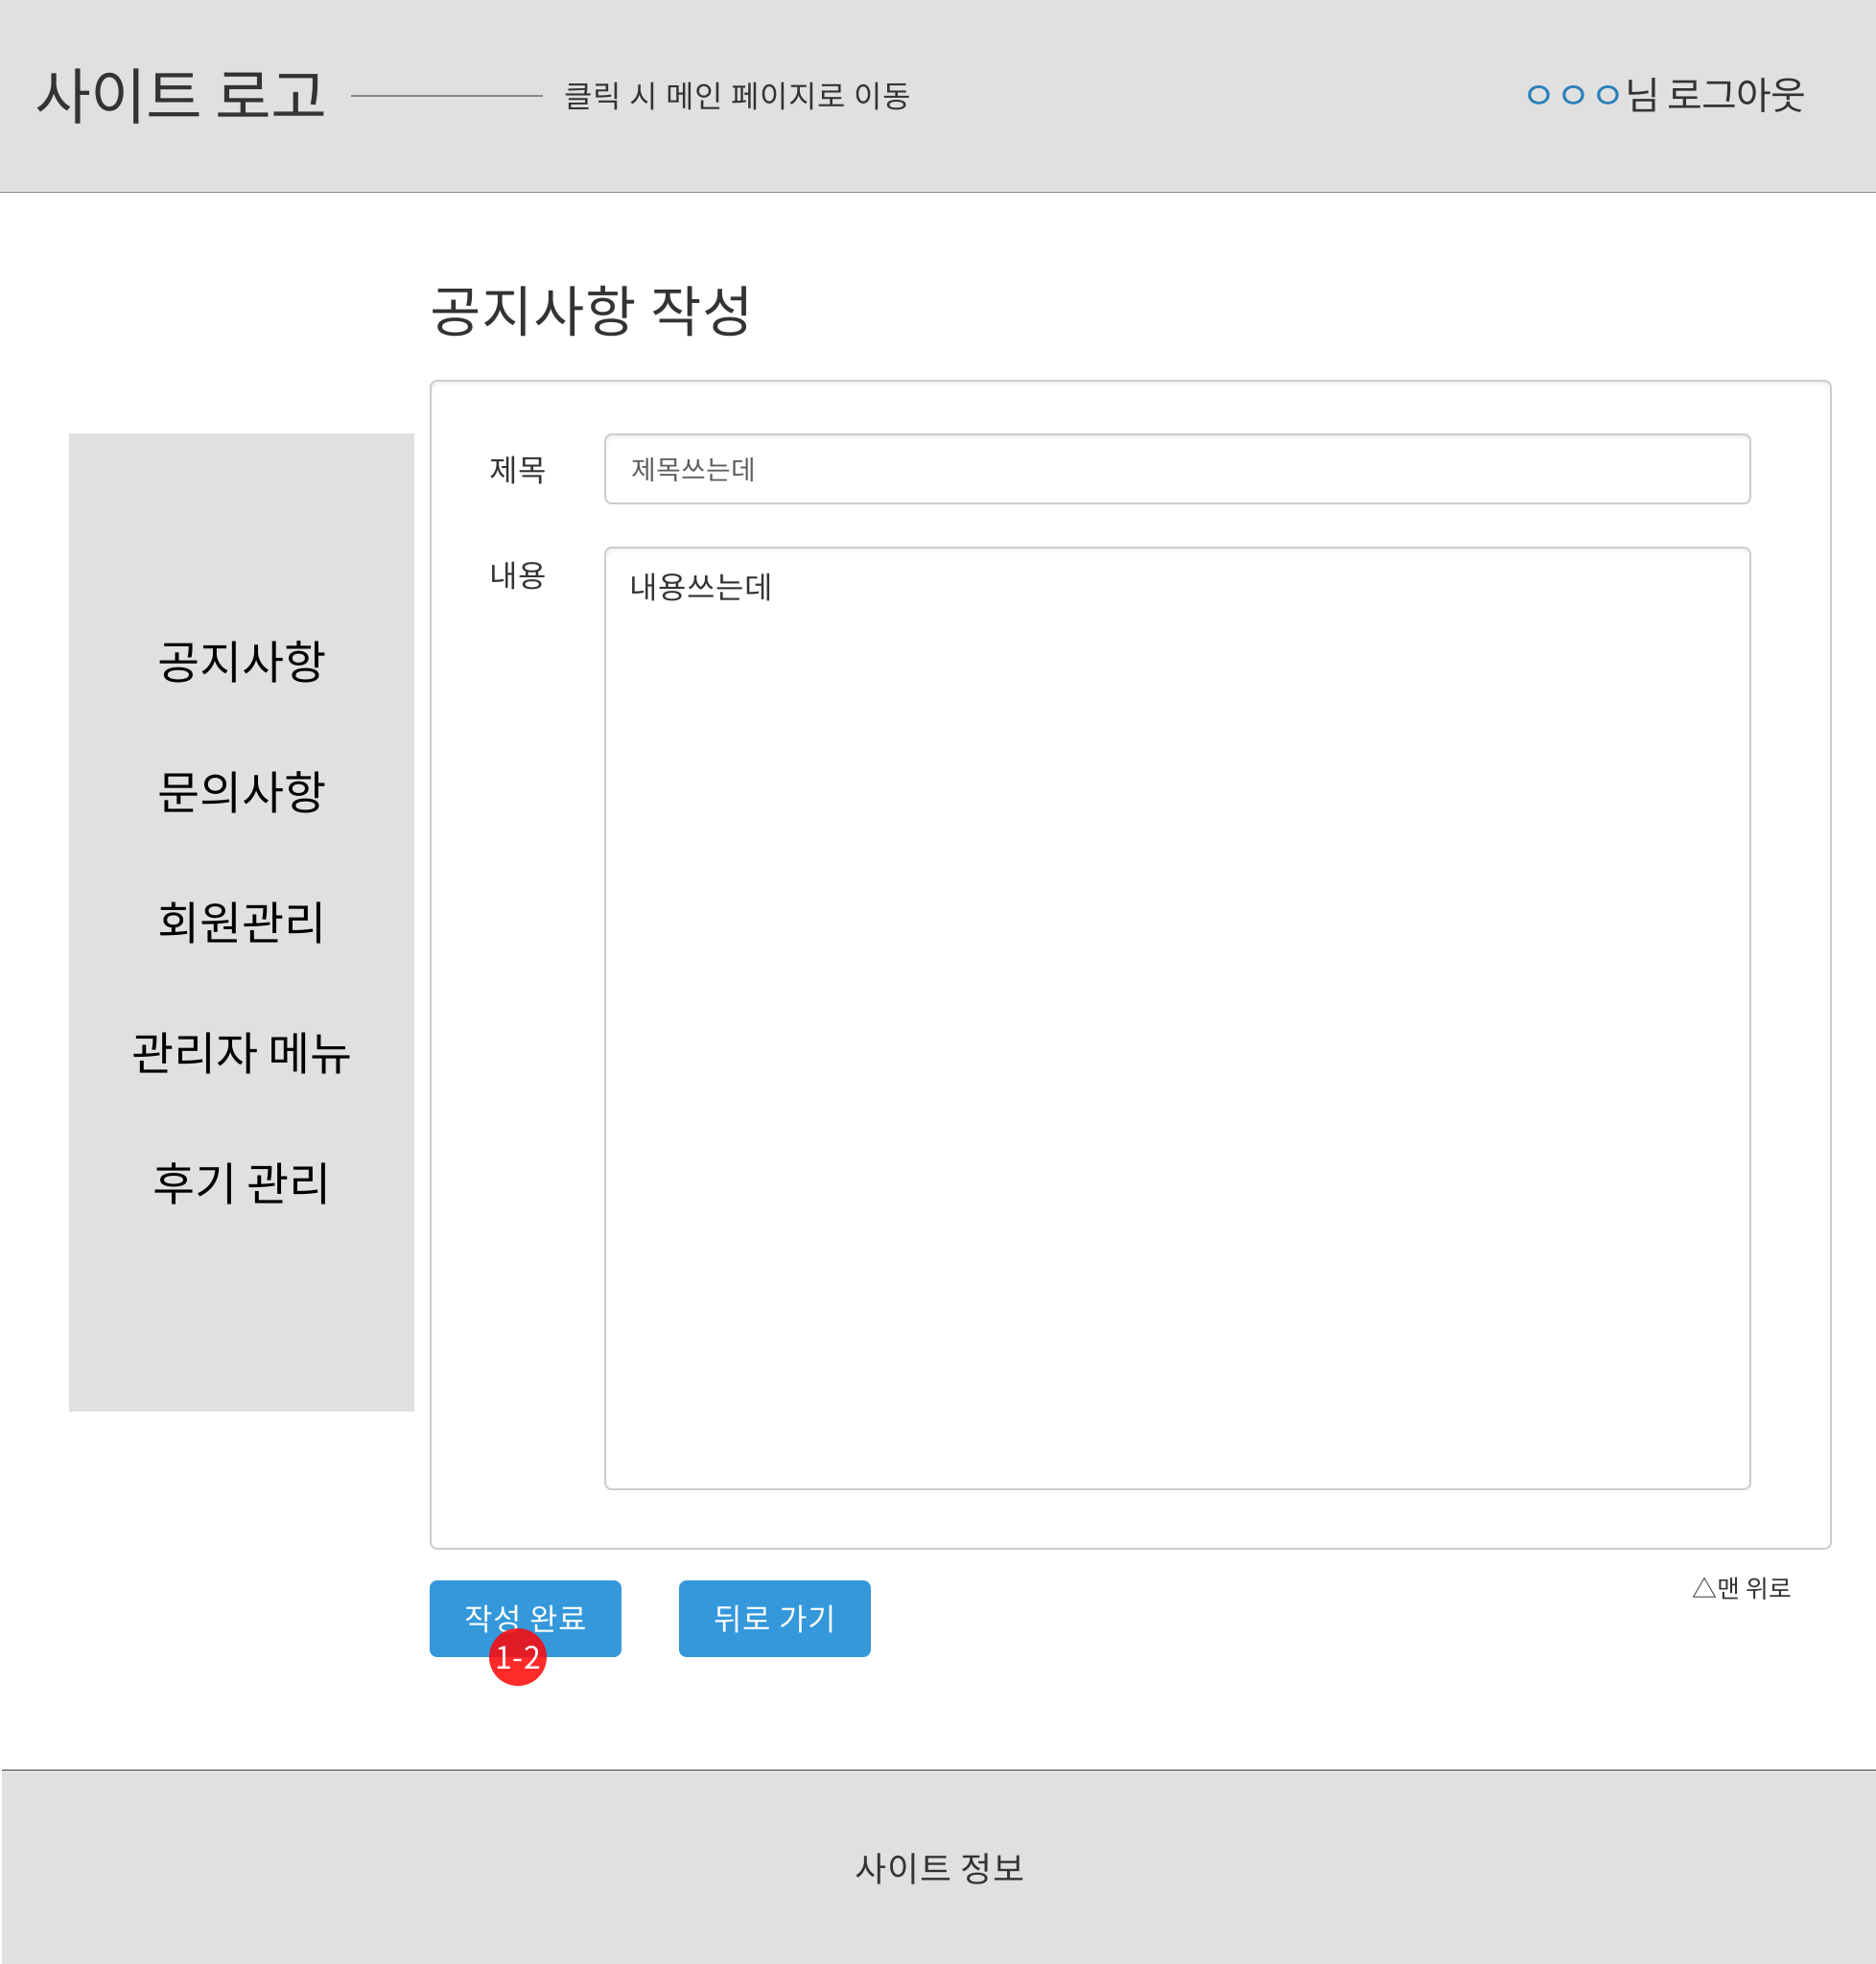 사이트 로고
클릭 시 메인 페이지로 이동
ㅇㅇㅇ님 로그아웃
공지사항 작성
제목
제목쓰는데
내용
내용쓰는데
공지사항
문의사항
회원관리
관리자 메뉴
후기 관리
작성 완료
1-2
뒤로 가기
△맨 위로
사이트 정보